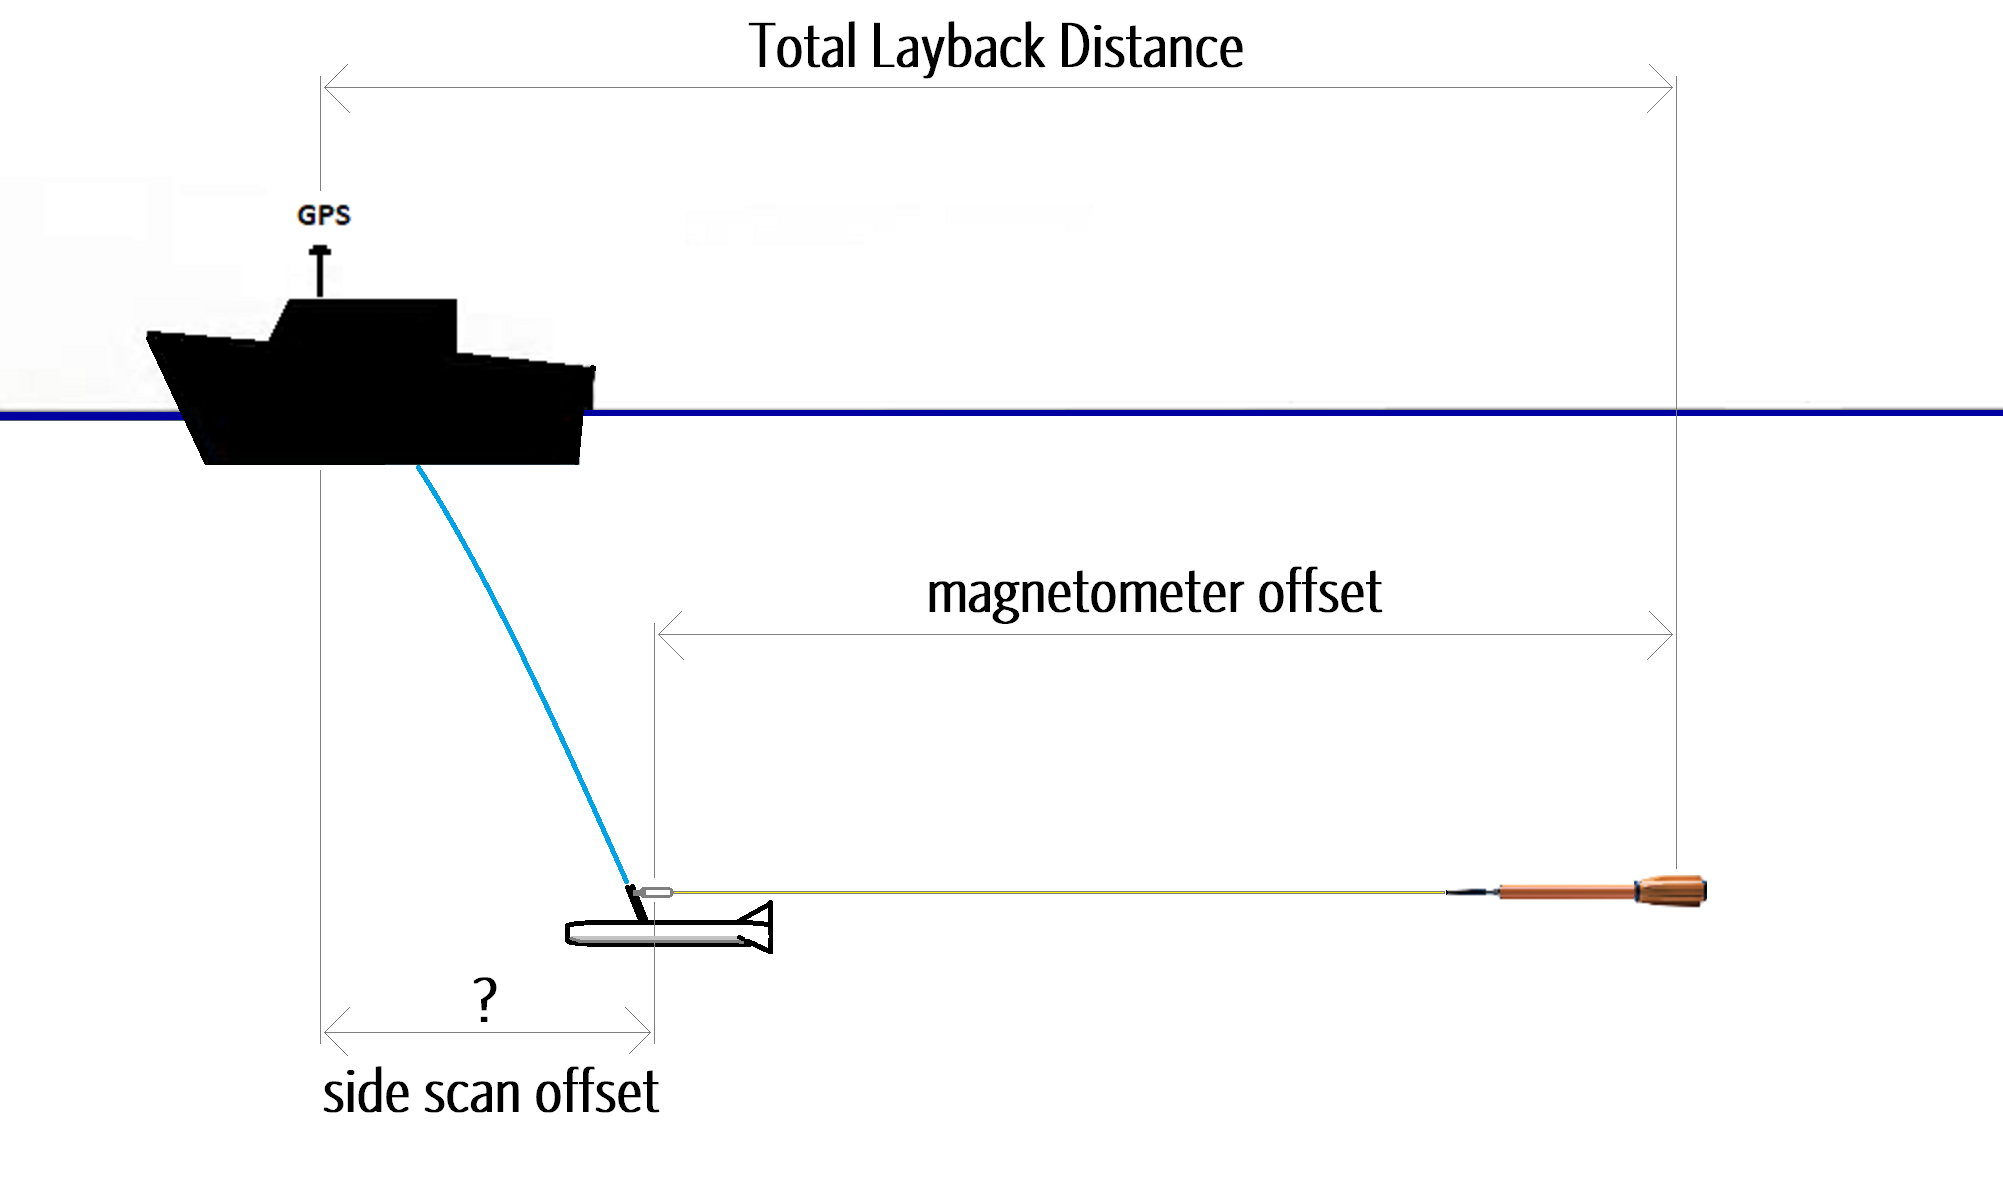 Total Layback Distance
GPS
magnetometer offset
?
side scan offset